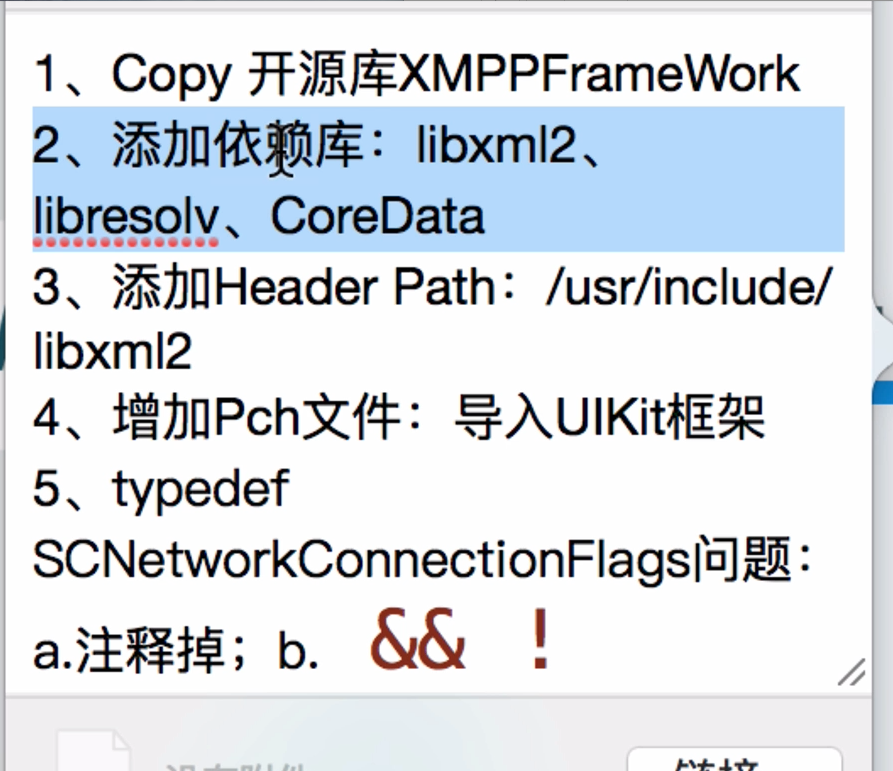 1、Copy 开源库XMPPFrameWork
2、添加依赖库：libxml2、
libresolv、CoreData
3、添加Header Path：/usr/include/
libxml2
4、增加Pch文件：导入UIKit框架
5、typedef
SCNetworkConnectionFlags问题：
a.注释掉；b. && !
没有附件
链接